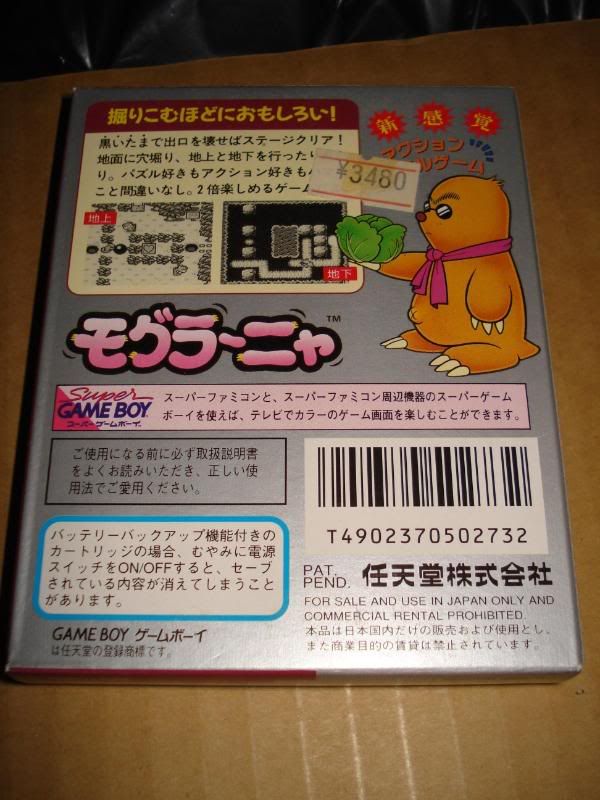 掘りこむほどにおもしろい!
新感覚
アクション
ルゲーム
黒いたまで出口を壊せばステージクリア!
地面に穴掘り、地上と地下を行ったり
り。パズル好きもアクション好きも
こと間違いなし。2倍楽しめるゲーム
¥3480
地上
地下
モグラ〜ニャ™
Super
GAME BOY
スーパーゲームボーイ
スーパーファミコンと、スーパーファミコン周辺機器のスーパーゲーム
ボーイを使えば、テレビでカラーのゲーム画面を楽しむことができます。
ご使用になる前に必ず取扱説明書
をよくお読みいただき、正しい使
用法でご愛用ください。
T4902370502732
バッテリーバックアップ機能付きの
カートリッジの場合、むやみに電源
スイッチをON/OFFすると、セーブ
されている内容が消えてしまうこと
があります。
PAT.
PEND.
任天堂株式会社
FOR SALE AND USE IN JAPAN ONLY AND
COMMERCIAL RENTAL PROHIBITED.
本品は日本国内だけの販売および使用とし、
また商業目的の賃貸は禁止されています。
GAME BOY ゲームボーイ
は任天堂の登録商標です。